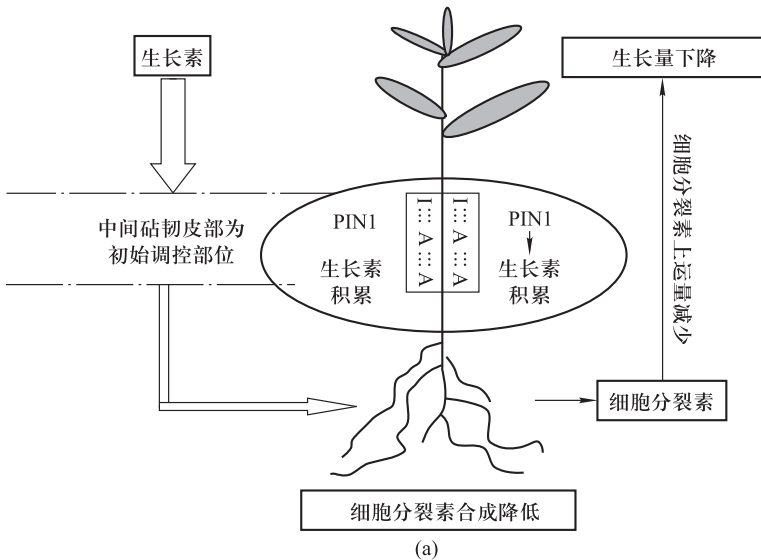 生长素
生长量下降
中间砧韧皮部为
初始调控部位
PIN1
生长素
积累
I∶∶A∶∶A
I∶∶A∶∶A
PIN1
生长素
积累
细胞分裂素上运量减少
细胞分裂素
细胞分裂素合成降低
(a)